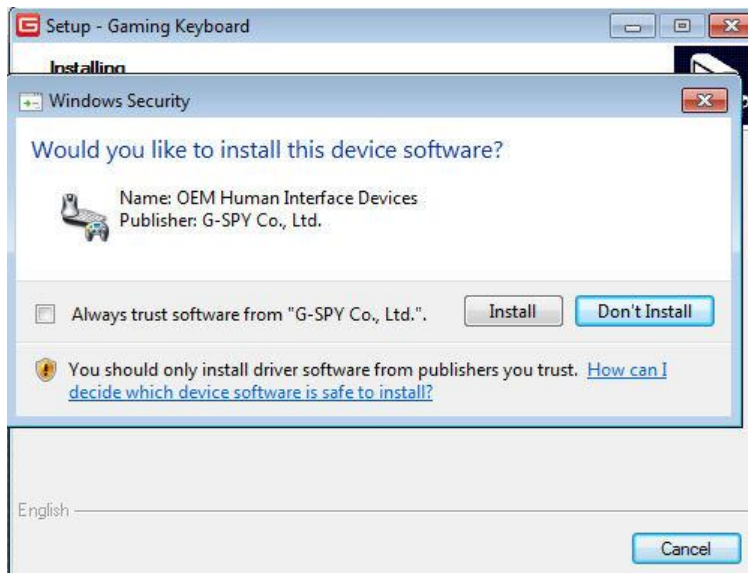 Setup - Gaming Keyboard
Installing
Windows Security
Would you like to install this device software?
Name: OEM Human Interface Devices
Publisher: G-SPY Co., Ltd.
Always trust software from "G-SPY Co., Ltd.".
Install
Don't Install
You should only install driver software from publishers you trust. How can I
decide which device software is safe to install?
English
Cancel